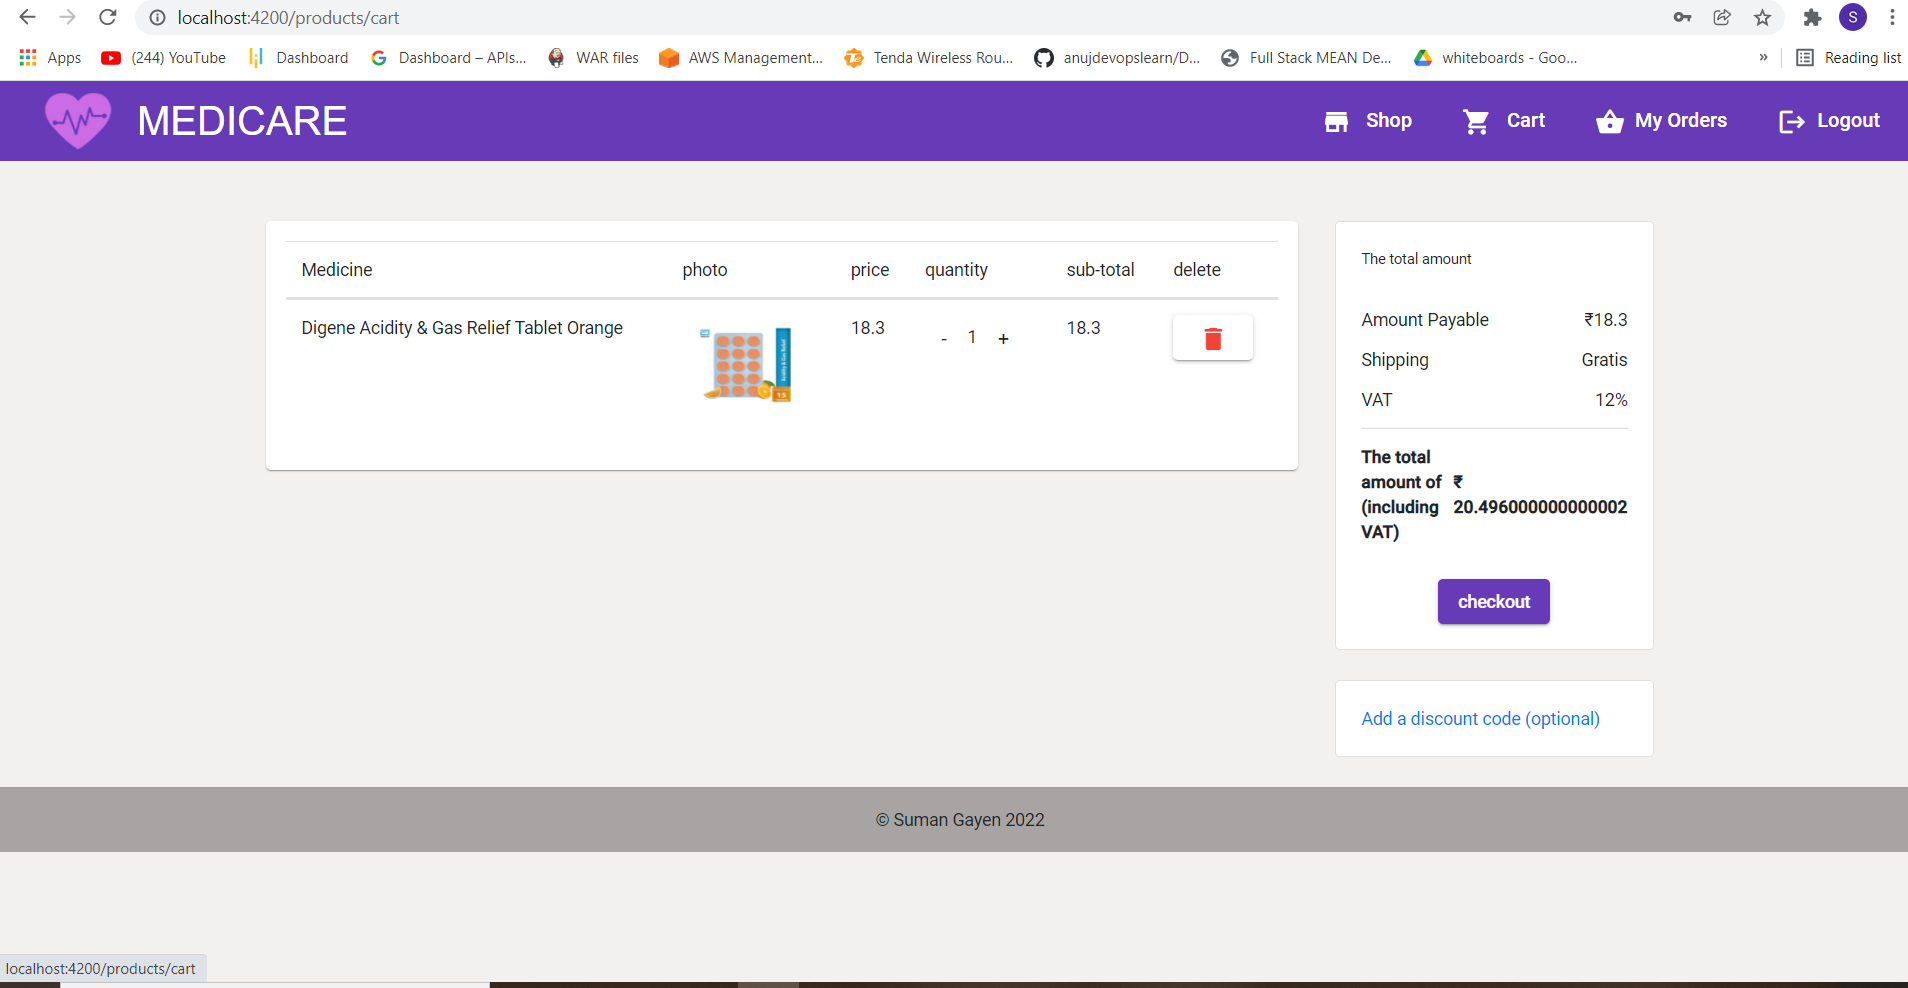 localhost:4200/products/cart
S
Apps
(244) YouTube
Dashboard
Dashboard – APIs...
WAR files
AWS Management...
Tenda Wireless Rou...
anujdevopslearn/D...
Full Stack MEAN De...
whiteboards - Goo...
»
Reading list
MEDICARE
Shop
Cart
My Orders
Logout
Medicine photo price quantity sub-total delete
Digene Acidity & Gas Relief Tablet Orange 18.3 - 1 + 18.3
Acidity & Gas Relief
15
The total amount
Amount Payable ₹18.3
Shipping Gratis
VAT 12%
The total
amount of ₹
(including 20.496000000000002
VAT)
checkout
Add a discount code (optional)
© Suman Gayen 2022
localhost:4200/products/cart